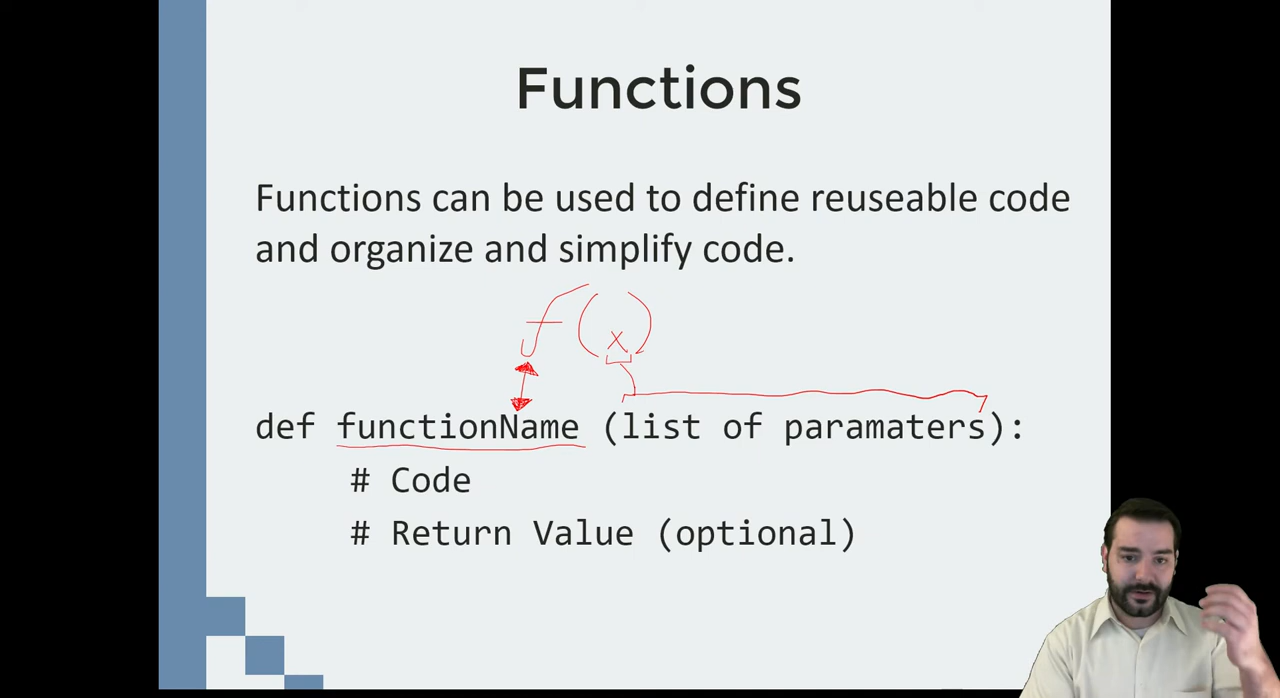 Functions
Functions can be used to define reuseable code
and organize and simplify code.
f(x)
def functionName (list of paramaters):
# Code
# Return Value (optional)